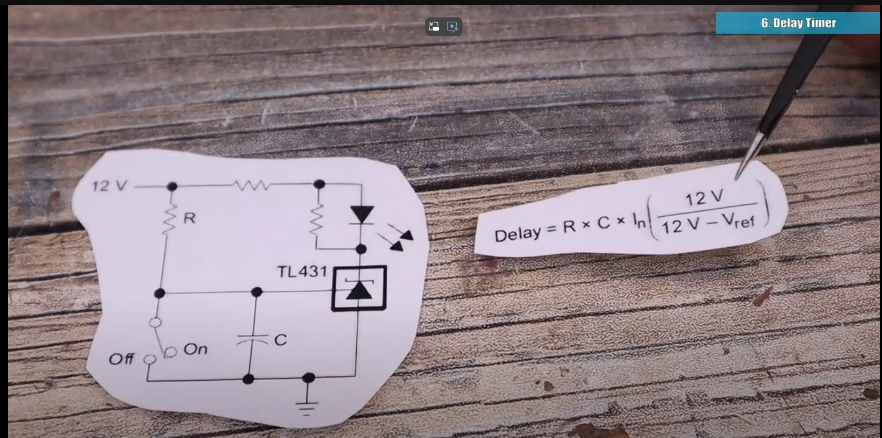 6. Delay Timer
12 V
R
TL431
C
Off
On
Delay = R × C × ln(12 V / 12 V – Vref)